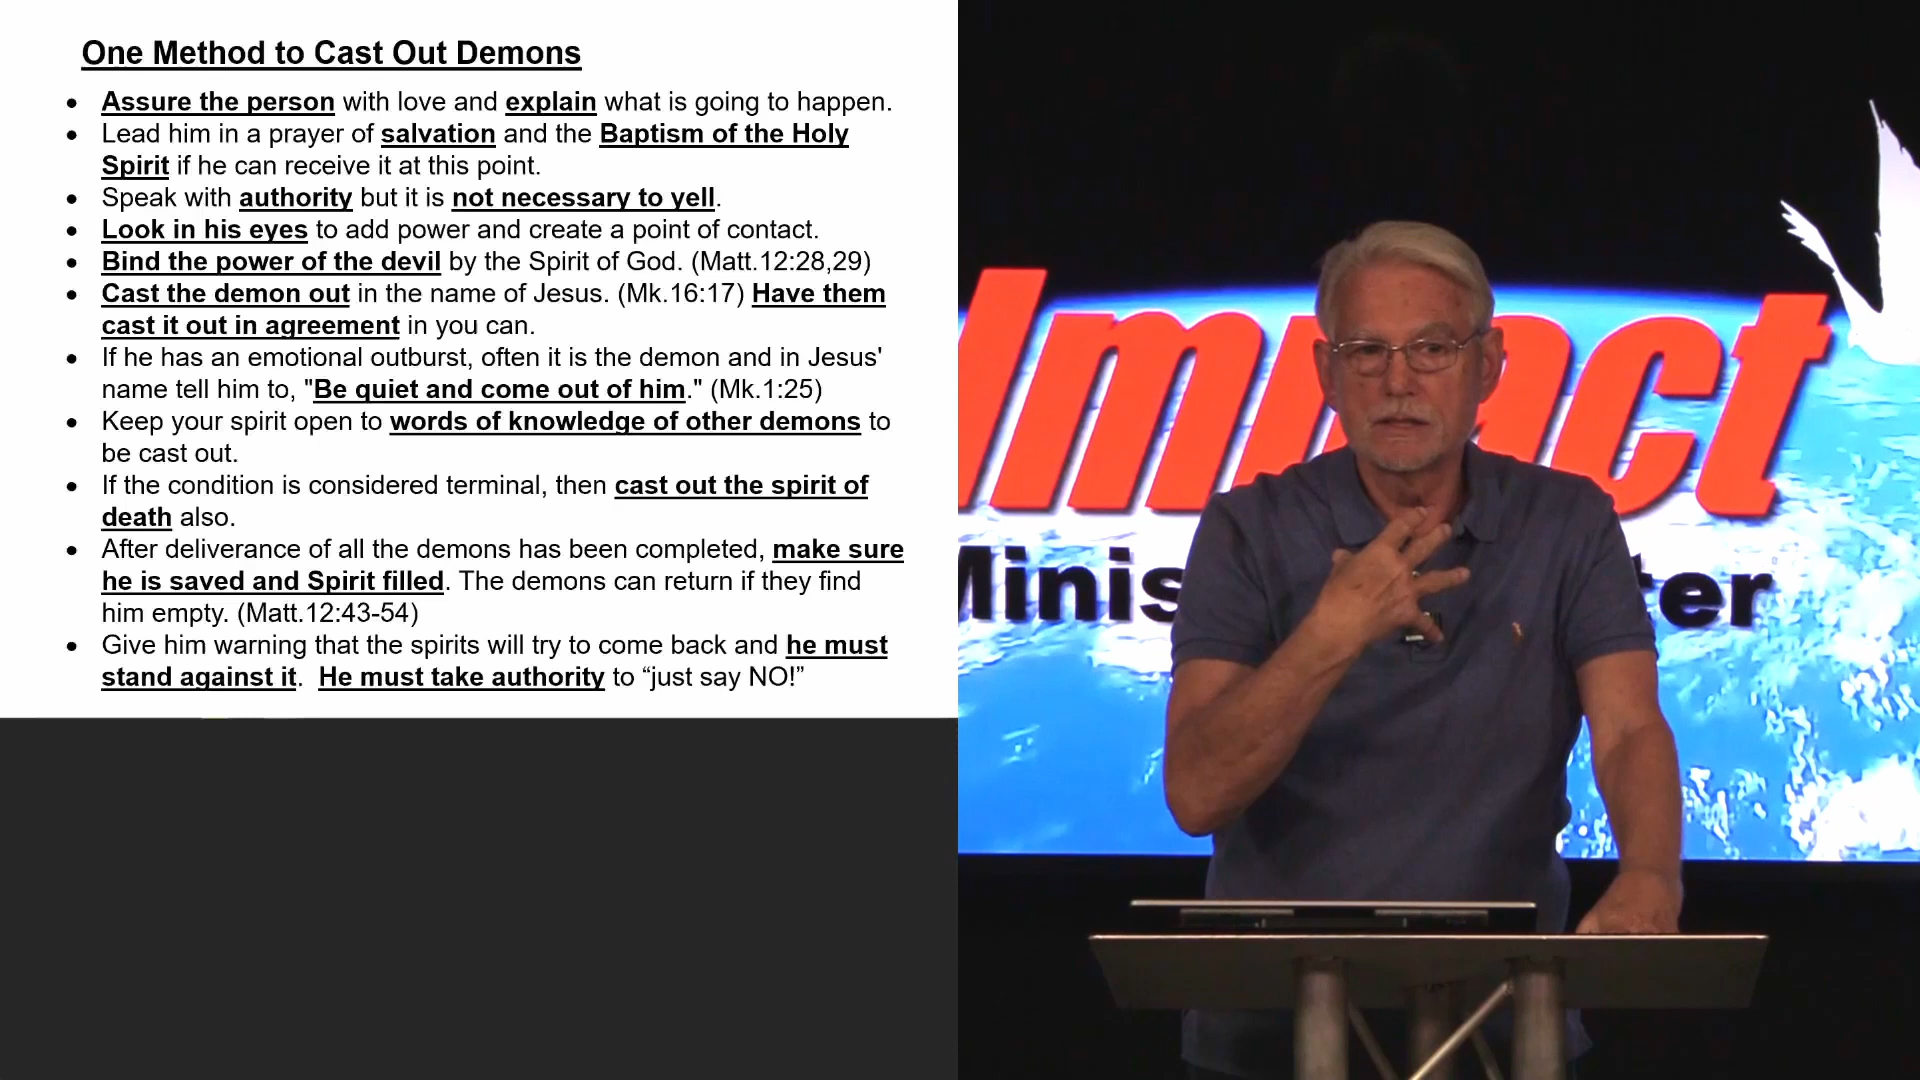 One Method to Cast Out Demons
• Assure the person with love and explain what is going to happen.
• Lead him in a prayer of salvation and the Baptism of the Holy
Spirit if he can receive it at this point.
• Speak with authority but it is not necessary to yell.
• Look in his eyes to add power and create a point of contact.
• Bind the power of the devil by the Spirit of God. (Matt.12:28,29)
• Cast the demon out in the name of Jesus. (Mk.16:17) Have them
cast it out in agreement in you can.
• If he has an emotional outburst, often it is the demon and in Jesus'
name tell him to, "Be quiet and come out of him." (Mk.1:25)
• Keep your spirit open to words of knowledge of other demons to
be cast out.
• If the condition is considered terminal, then cast out the spirit of
death also.
• After deliverance of all the demons has been completed, make sure
he is saved and Spirit filled. The demons can return if they find
him empty. (Matt.12:43-54)
• Give him warning that the spirits will try to come back and he must
stand against it. He must take authority to “just say NO!”
Impact